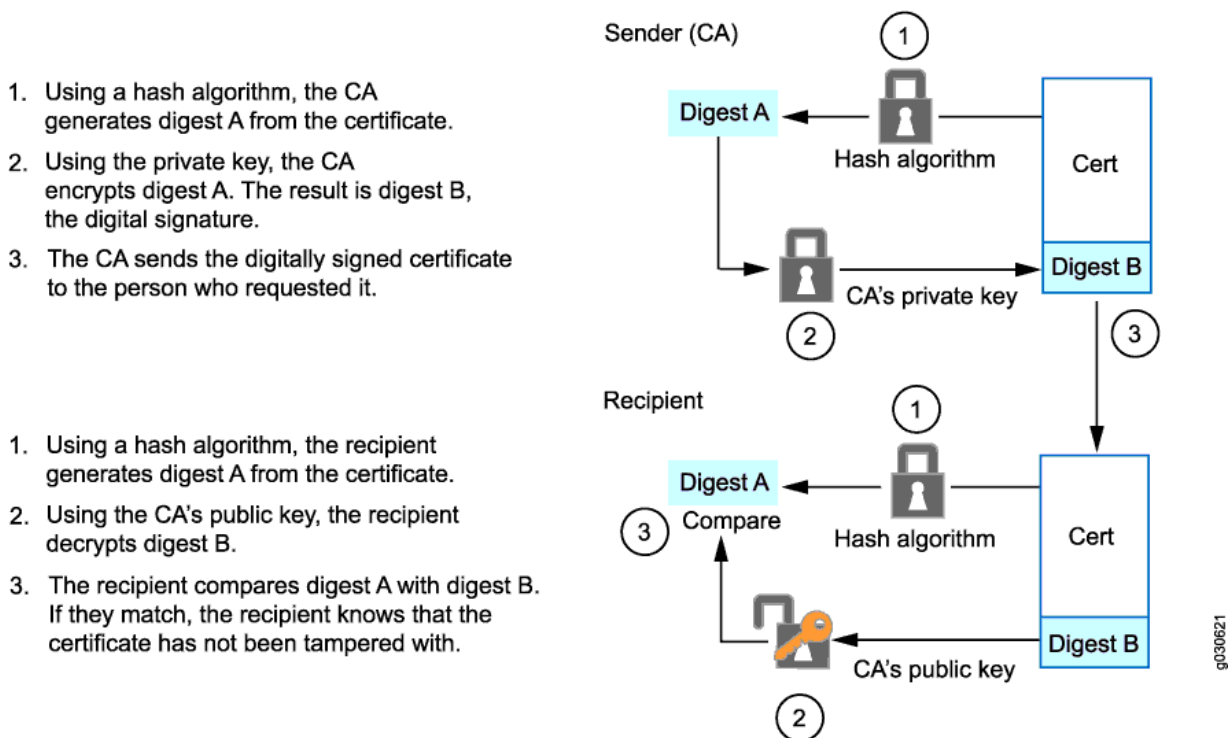 Sender (CA)
1
1. Using a hash algorithm, the CA
generates digest A from the certificate.
2. Using the private key, the CA
encrypts digest A. The result is digest B,
the digital signature.
3. The CA sends the digitally signed certificate
to the person who requested it.
Digest A
Hash algorithm
Cert
Digest B
CA's private key
2
3
Recipient
1
1. Using a hash algorithm, the recipient
generates digest A from the certificate.
2. Using the CA's public key, the recipient
decrypts digest B.
3. The recipient compares digest A with digest B.
If they match, the recipient knows that the
certificate has not been tampered with.
Digest A
3
Compare
Hash algorithm
Cert
Digest B
CA's public key
2
g030621